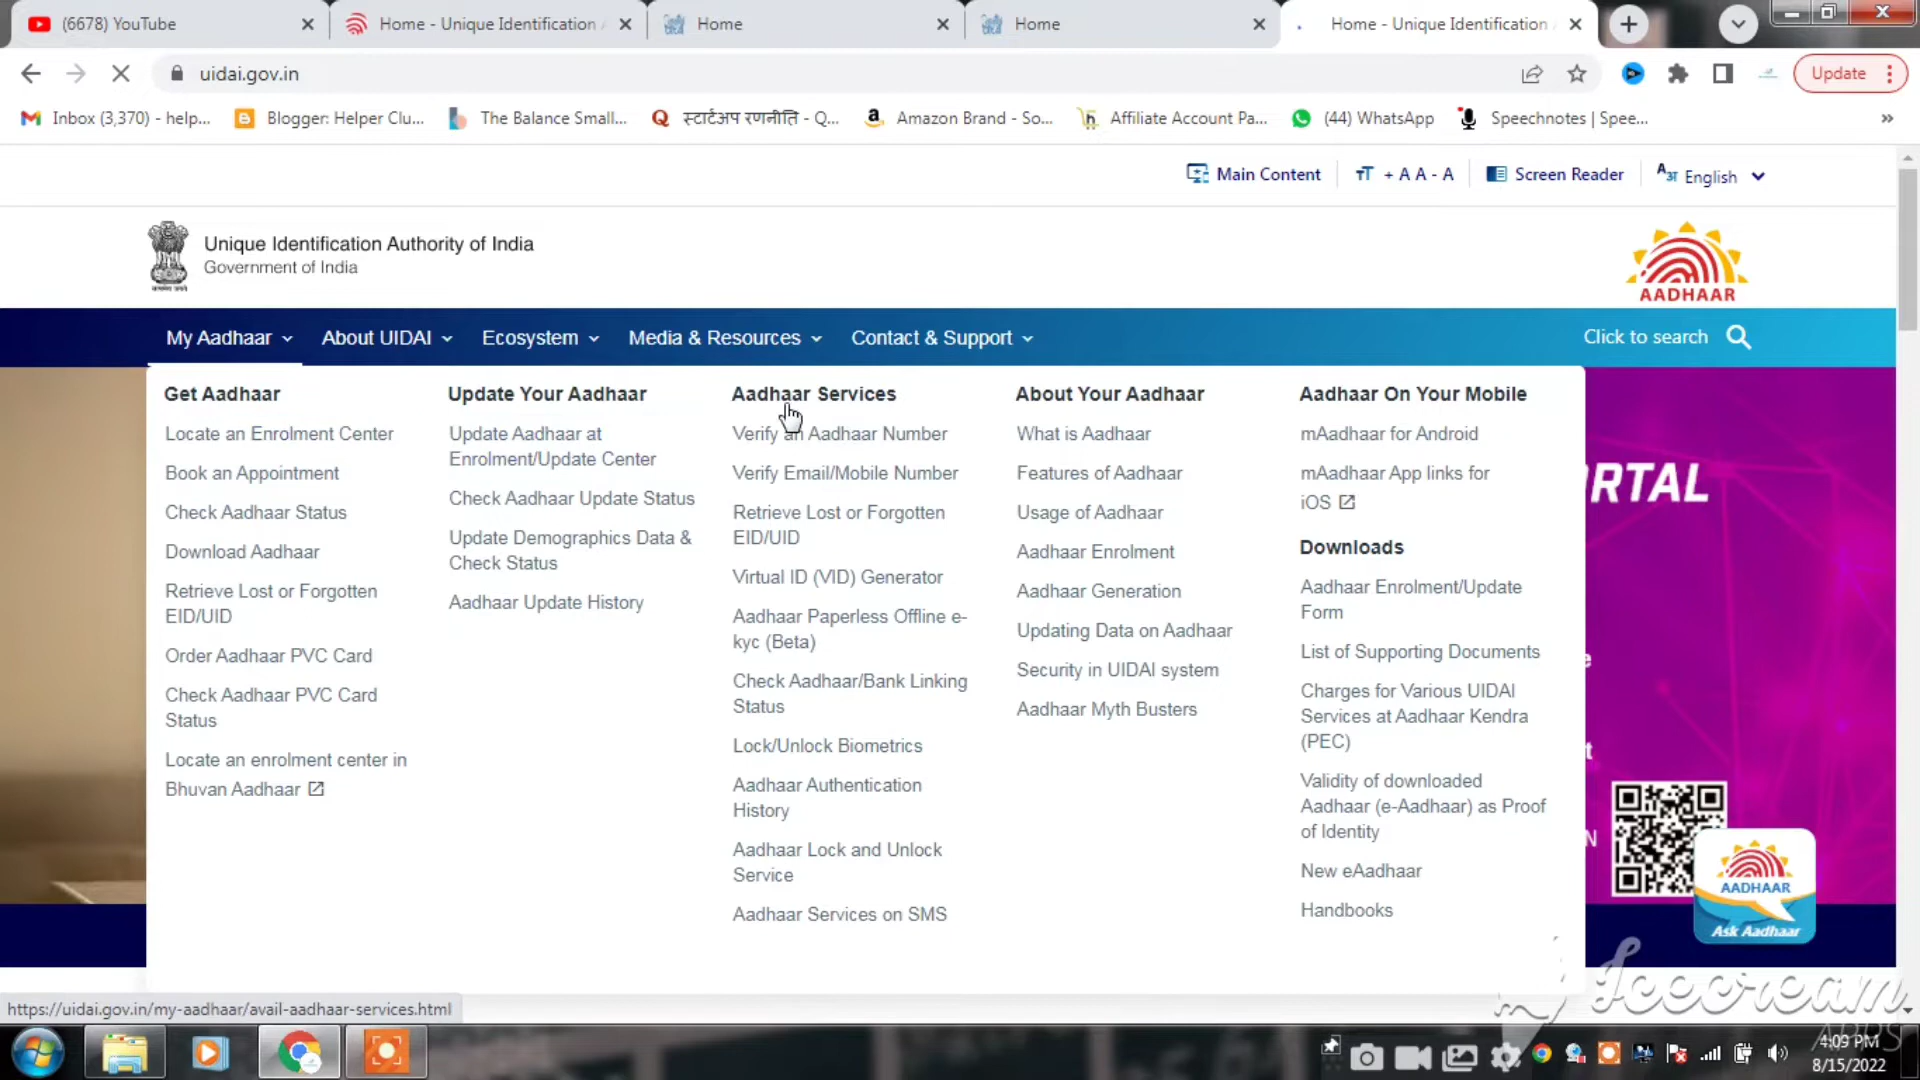 (6678) YouTube
Home - Unique Identification A
Home
Home
Home - Unique Identification A
uidai.gov.in
Update
Inbox (3,370) - help...
Blogger: Helper Clu...
The Balance Small...
स्टार्टअप रणनीति - Q...
Amazon Brand - So...
Affiliate Account Pa...
(44) WhatsApp
Speechnotes | Spee...
»
Main Content
+ A A - A
Screen Reader
English
Unique Identification Authority of India
Government of India
AADHAAR
My Aadhaar
About UIDAI
Ecosystem
Media & Resources
Contact & Support
Click to search
Get Aadhaar
Locate an Enrolment Center
Book an Appointment
Check Aadhaar Status
Download Aadhaar
Retrieve Lost or Forgotten
EID/UID
Order Aadhaar PVC Card
Check Aadhaar PVC Card
Status
Locate an enrolment center in
Bhuvan Aadhaar
Update Your Aadhaar
Update Aadhaar at
Enrolment/Update Center
Check Aadhaar Update Status
Update Demographics Data &
Check Status
Aadhaar Update History
Aadhaar Services
Verify an Aadhaar Number
Verify Email/Mobile Number
Retrieve Lost or Forgotten
EID/UID
Virtual ID (VID) Generator
Aadhaar Paperless Offline e-
kyc (Beta)
Check Aadhaar/Bank Linking
Status
Lock/Unlock Biometrics
Aadhaar Authentication
History
Aadhaar Lock and Unlock
Service
Aadhaar Services on SMS
About Your Aadhaar
What is Aadhaar
Features of Aadhaar
Usage of Aadhaar
Aadhaar Enrolment
Aadhaar Generation
Updating Data on Aadhaar
Security in UIDAI system
Aadhaar Myth Busters
Aadhaar On Your Mobile
mAadhaar for Android
mAadhaar App links for
iOS
Downloads
Aadhaar Enrolment/Update
Form
List of Supporting Documents
Charges for Various UIDAI
Services at Aadhaar Kendra
(PEC)
Validity of downloaded
Aadhaar (e-Aadhaar) as Proof
of Identity
New eAadhaar
Handbooks
RTAL
e
t
N
AADHAAR
Ask Aadhaar
https://uidai.gov.in/my-aadhaar/avail-aadhaar-services.html
Icecream
APPS
4:09 PM
8/15/2022